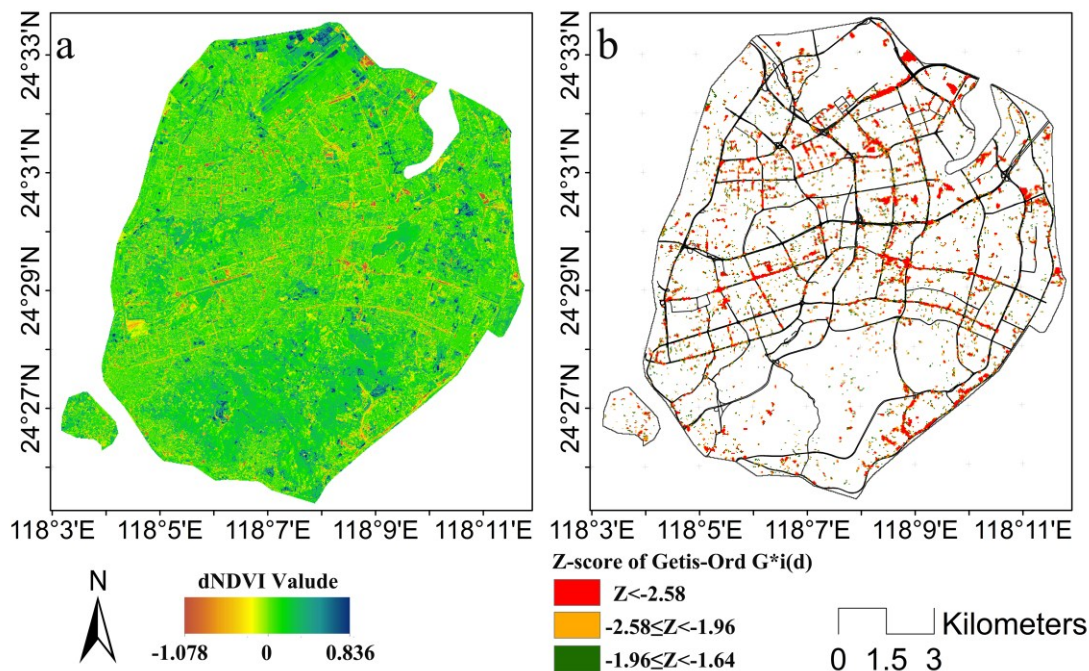 a
b
24°33'N
24°31'N
24°29'N
24°27'N
24°33'N
24°31'N
24°29'N
24°27'N
118°3'E 118°5'E 118°7'E 118°9'E 118°11'E
118°3'E 118°5'E 118°7'E 118°9'E 118°11'E
N
dNDVI Valude
-1.078 0 0.836
Z-score of Getis-Ord G*i(d)
Z<-2.58
-2.58≤Z<-1.96
-1.96≤Z<-1.64
Kilometers
0 1.5 3